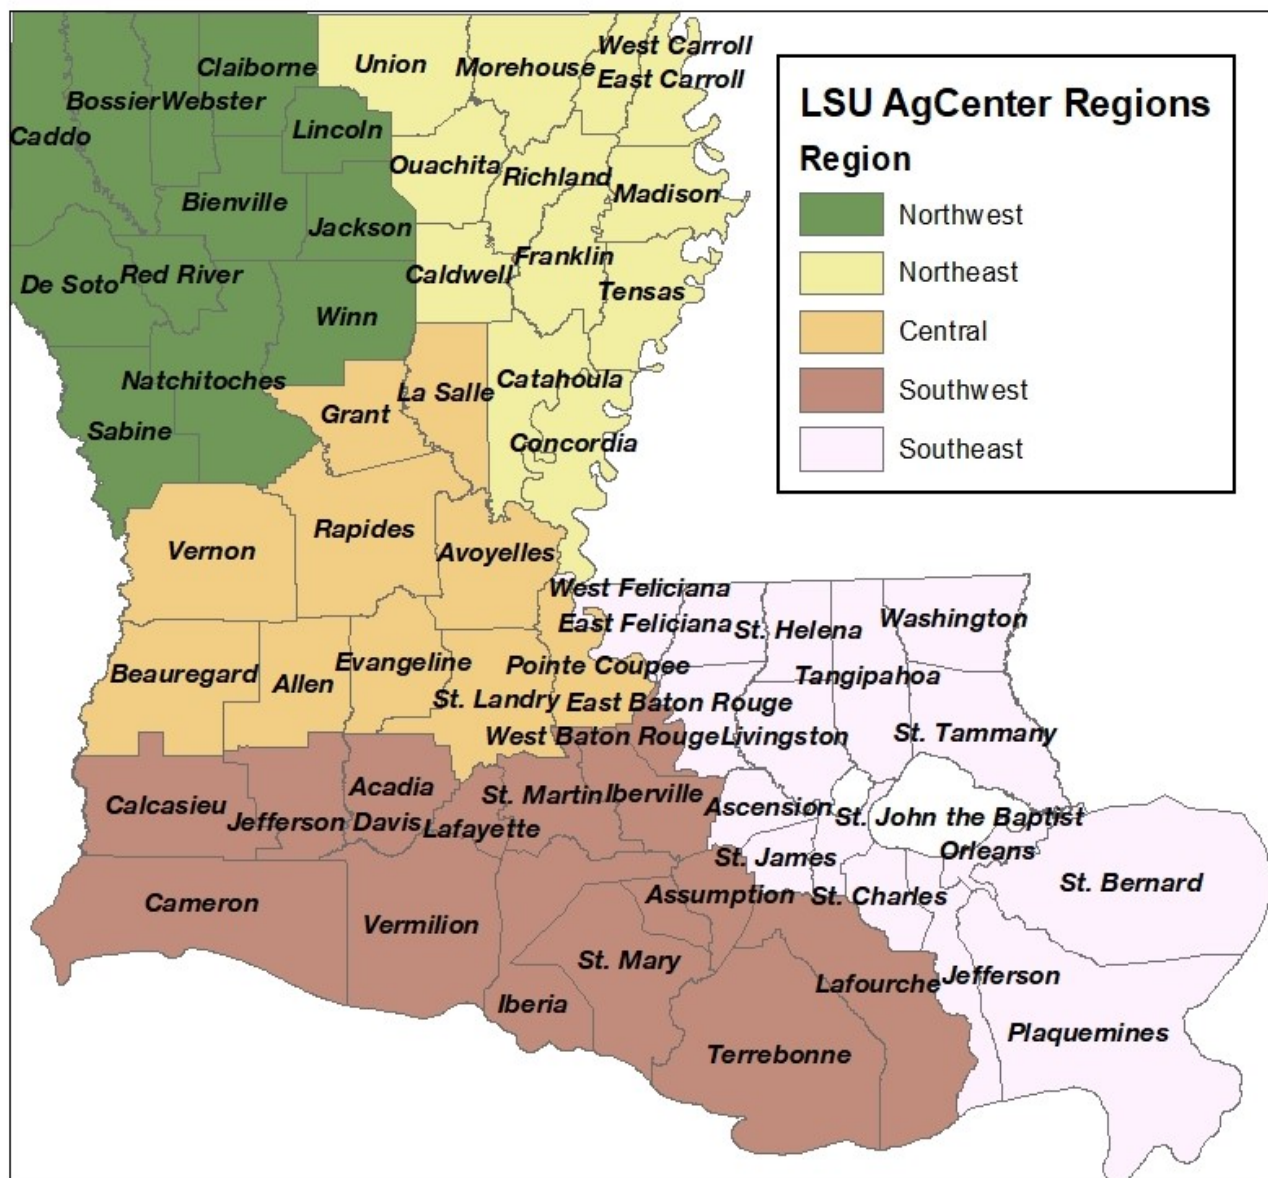 LSU AgCenter Regions
Region
Northwest
Northeast
Central
Southwest
Southeast
West Carroll
Union
Morehouse
Claiborne
East Carroll
Bossier
Webster
Caddo
Lincoln
Ouachita
Richland
Madison
Bienville
Jackson
Franklin
De Soto
Red River
Caldwell
Tensas
Winn
Natchitoches
La Salle
Catahoula
Grant
Sabine
Concordia
Rapides
Vernon
Avoyelles
West Feliciana
East Feliciana
St. Helena
Washington
Evangeline
Pointe Coupee
Beauregard
Allen
Tangipahoa
St. Landry
East Baton Rouge
West Baton Rouge
Livingston
St. Tammany
Acadia
St. Martin
Iberville
Calcasieu
Ascension
Jefferson Davis
Lafayette
St. John the Baptist
St. James
Orleans
St. Bernard
Assumption
St. Charles
Cameron
Vermilion
St. Mary
Lafourche
Jefferson
Iberia
Plaquemines
Terrebonne